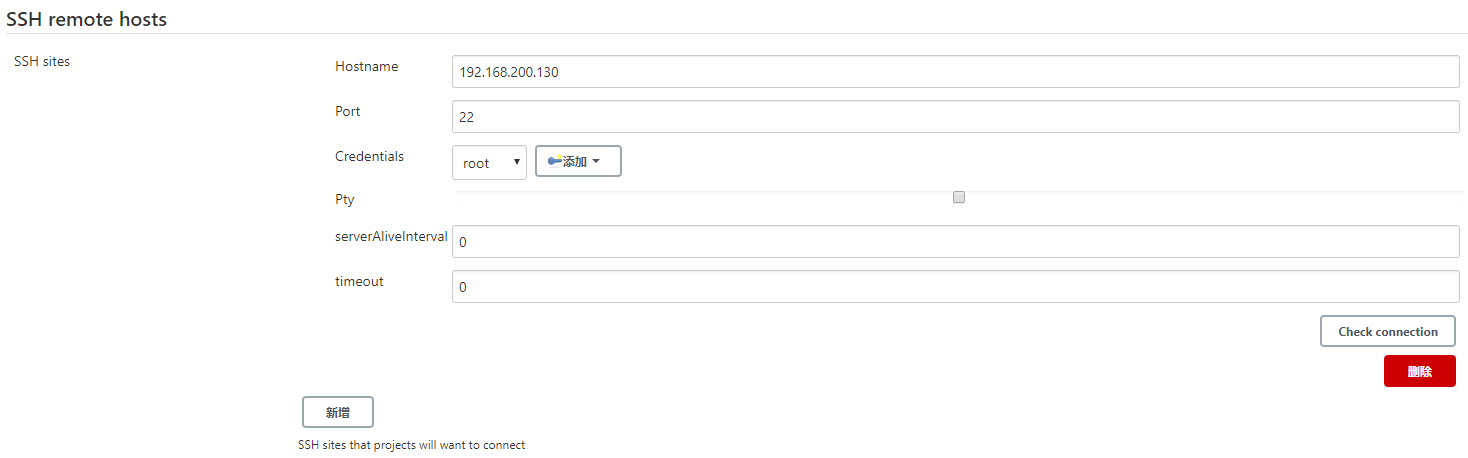 SSH remote hosts
SSH sites
Hostname
192.168.200.130
Port
22
Credentials
root
添加
Pty
serverAliveInterval
0
timeout
0
Check connection
删除
新增
SSH sites that projects will want to connect